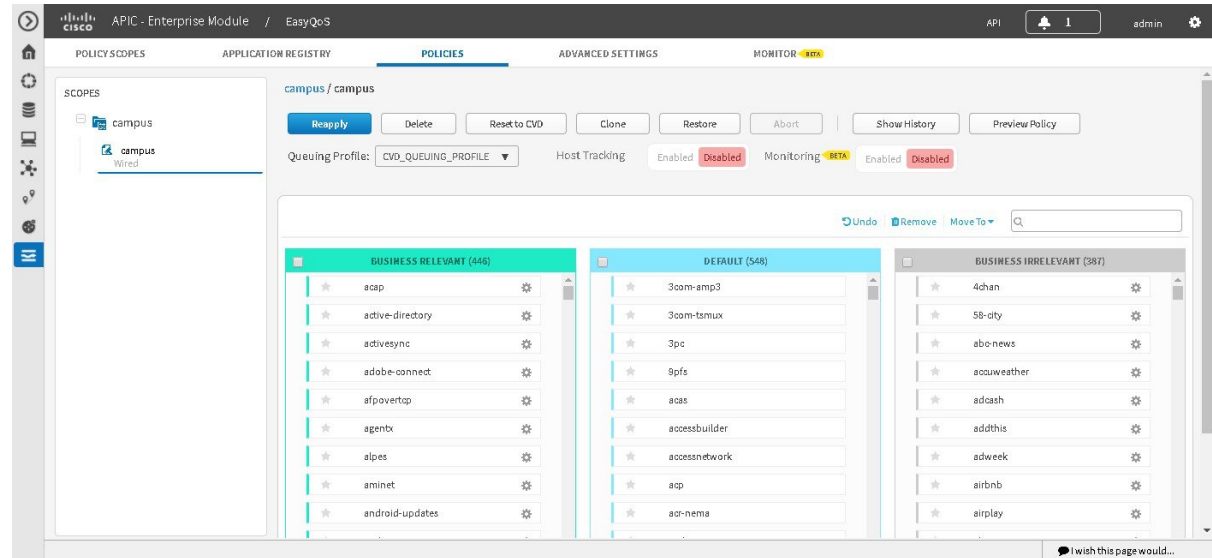 cisco APIC - Enterprise Module / EasyQoS API 1 admin
POLICY SCOPES APPLICATION REGISTRY POLICIES ADVANCED SETTINGS MONITOR BETA
SCOPES
campus
campus
Wired
campus / campus
Reapply Delete Reset to CVD Clone Restore Abort Show History Preview Policy
Queuing Profile: CVD_QUEUING_PROFILE Host Tracking Enabled Disabled Monitoring BETA Enabled Disabled
Undo Remove Move To
BUSINESS RELEVANT (446) DEFAULT (548) BUSINESS IRRELEVANT (387)
acap 3com-amp3 4chan
active-directory 3com-tsmux 58-city
activesync 3pc abc-news
adobe-connect 9pfs accuweather
afpovertcp acas adcash
agentx accessbuilder addthis
alpes accessnetwork adweek
aminet acp airbnb
android-updates acr-nema airplay
I wish this page would...